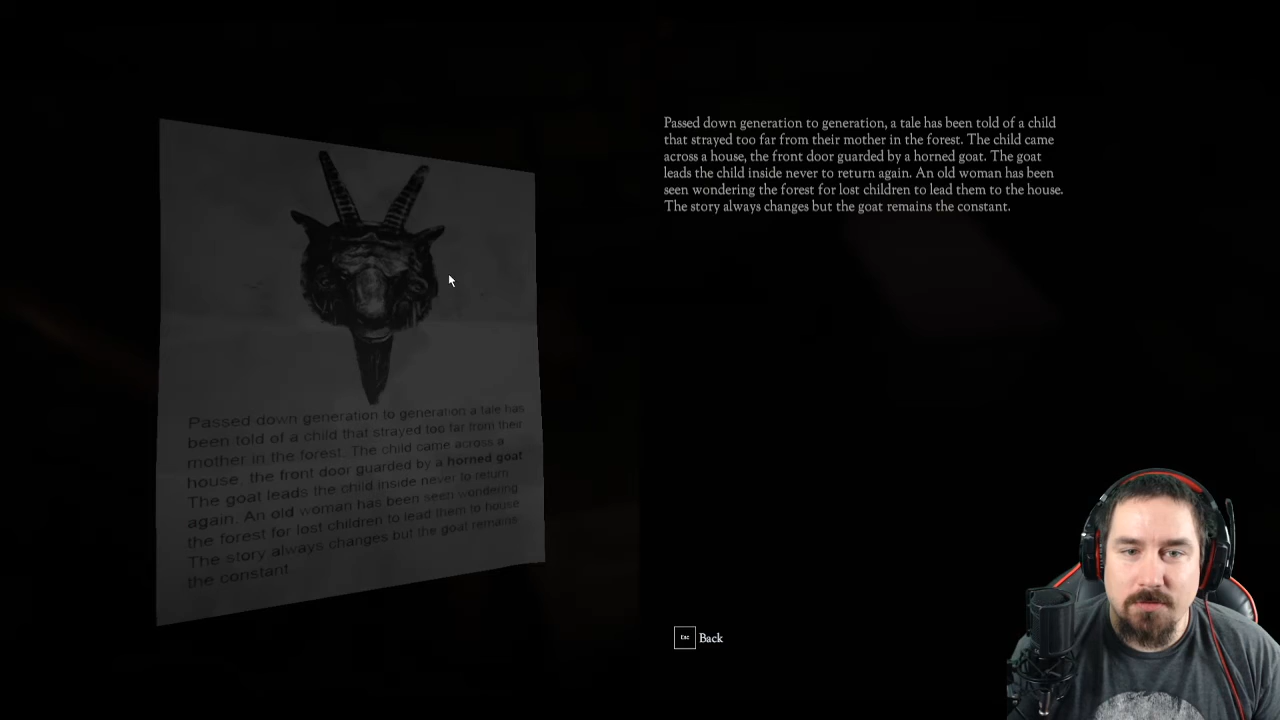 Passed down generation to generation a tale has
been told of a child that strayed too far from their
mother in the forest. The child came across a
house. the front door guarded by a horned goat
The goat leads the child inside never to return
again. An old woman has been seen wondering
the forest for lost children to lead them to house
The story always changes but the goat remains
the constant
Passed down generation to generation, a tale has been told of a child
that strayed too far from their mother in the forest. The child came
across a house, the front door guarded by a horned goat. The goat
leads the child inside never to return again. An old woman has been
seen wondering the forest for lost children to lead them to the house.
The story always changes but the goat remains the constant.
Esc Back